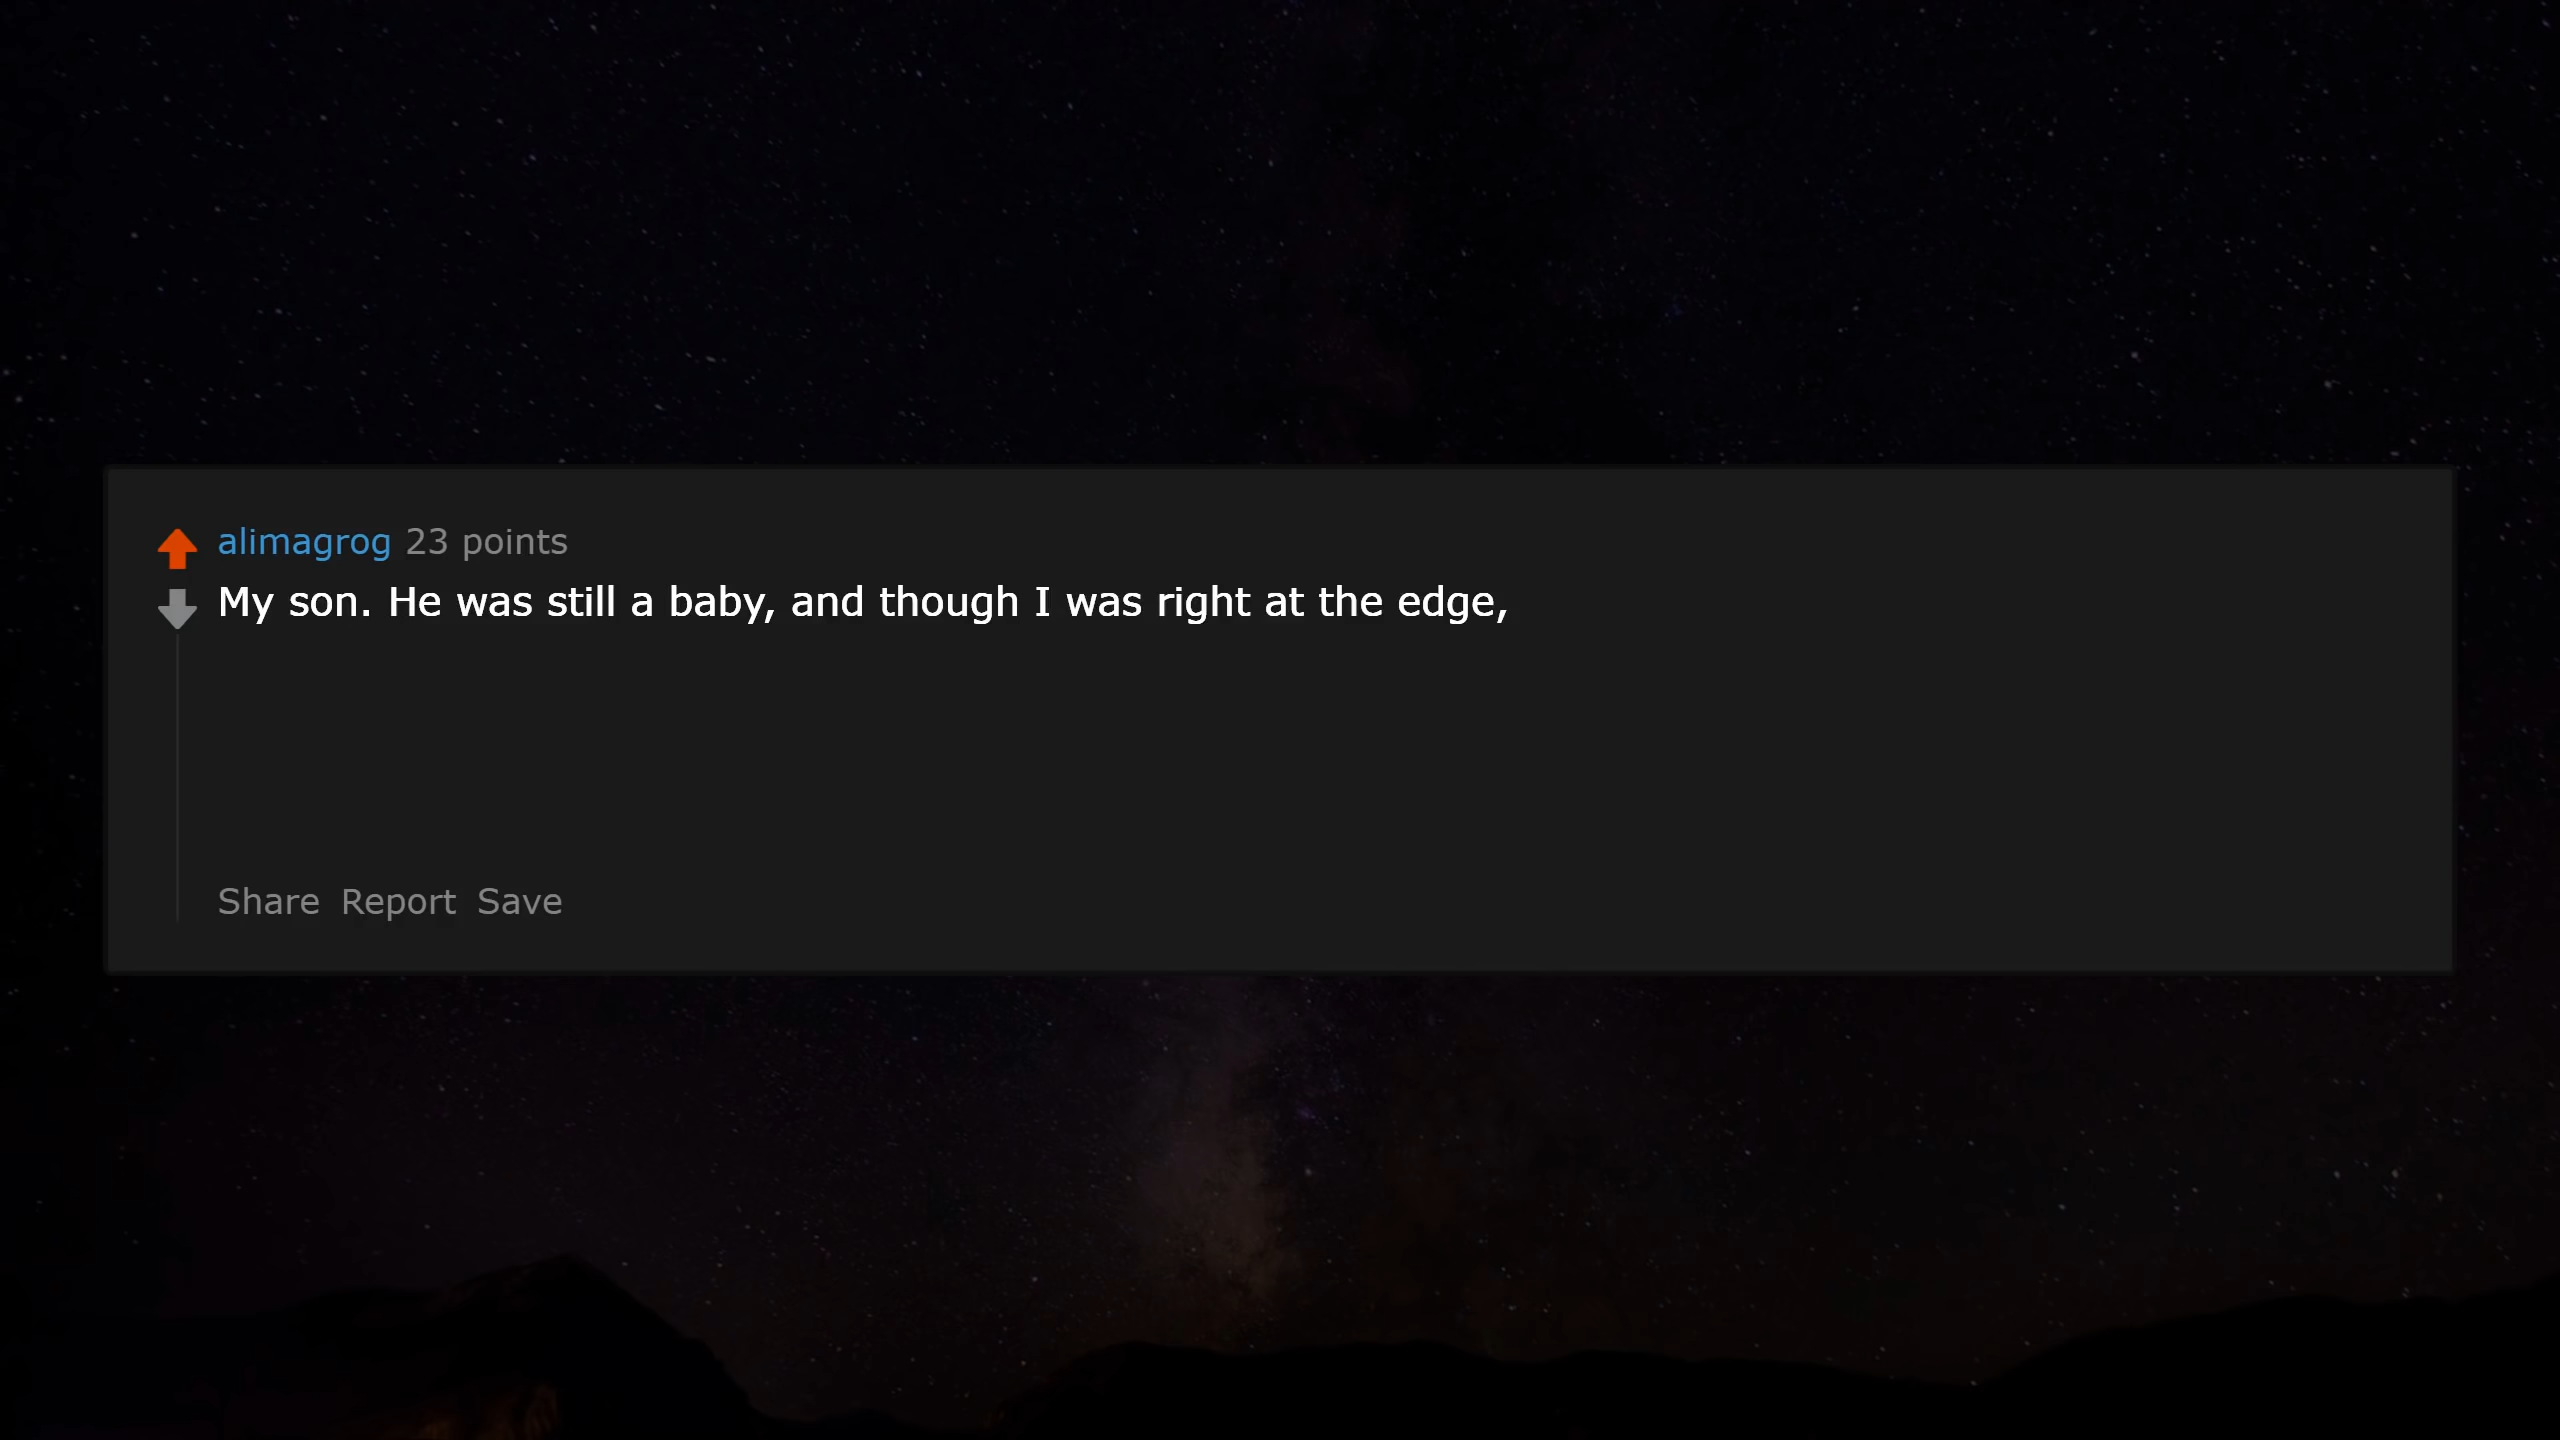 alimagrog 23 points
My son. He was still a baby, and though I was right at the edge,
Share Report Save